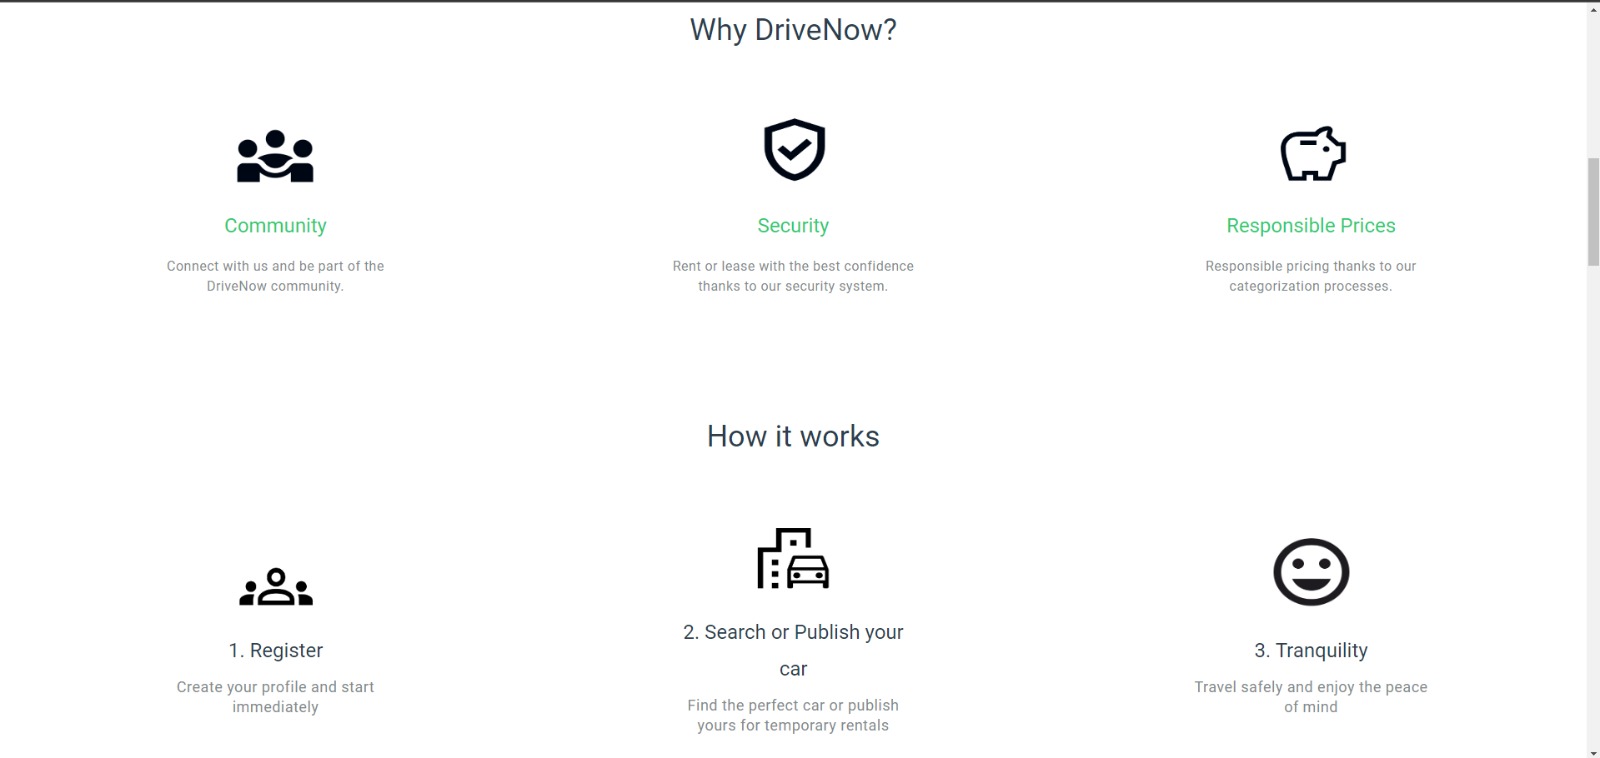 Why DriveNow?
Community
Connect with us and be part of the
DriveNow community.
Security
Rent or lease with the best confidence
thanks to our security system.
Responsible Prices
Responsible pricing thanks to our
categorization processes.
How it works
1. Register
Create your profile and start
immediately
2. Search or Publish your
car
Find the perfect car or publish
yours for temporary rentals
3. Tranquility
Travel safely and enjoy the peace
of mind